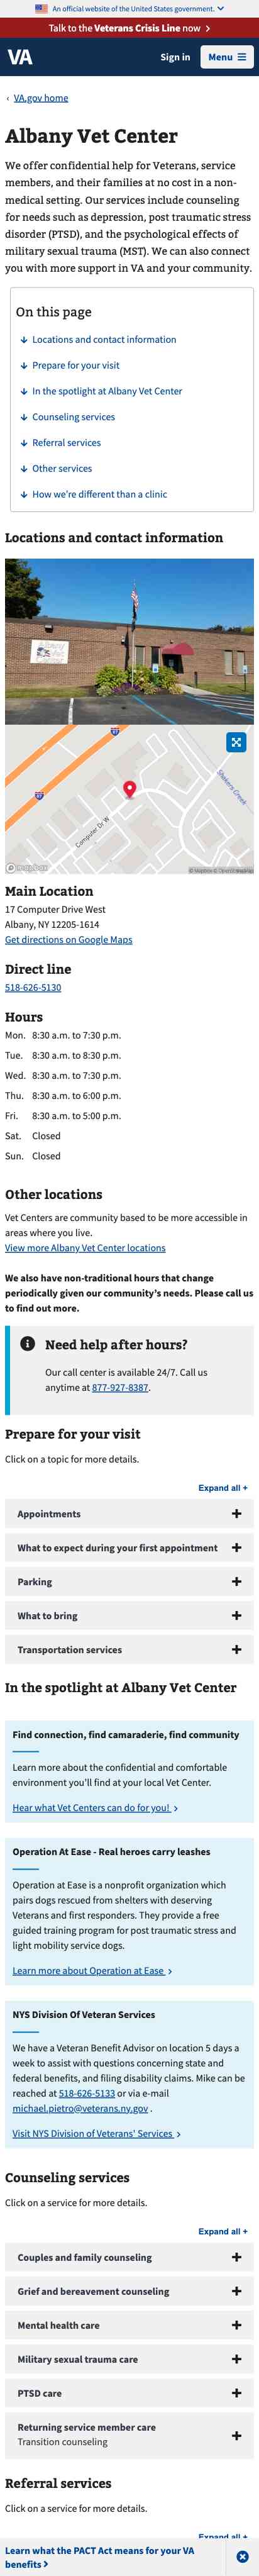 An official website of the United States government.
Talk to the Veterans Crisis Line now
VA
Sign in
Menu
VA.gov home
Albany Vet Center
We offer confidential help for Veterans, service
members, and their families at no cost in a non-
medical setting. Our services include counseling
for needs such as depression, post traumatic stress
disorder (PTSD), and the psychological effects of
military sexual trauma (MST). We can also connect
you with more support in VA and your community.
On this page
Locations and contact information
Prepare for your visit
In the spotlight at Albany Vet Center
Counseling services
Referral services
Other services
How we're different than a clinic
Locations and contact information
87
87
Computer Dr W
Shakers Creek
mapbox
© Mapbox © OpenStreetMap
Main Location
17 Computer Drive West
Albany, NY 12205-1614
Get directions on Google Maps
Direct line
518-626-5130
Hours
Mon. 8:30 a.m. to 7:30 p.m.
Tue. 8:30 a.m. to 8:30 p.m.
Wed. 8:30 a.m. to 7:30 p.m.
Thu. 8:30 a.m. to 6:00 p.m.
Fri. 8:30 a.m. to 5:00 p.m.
Sat. Closed
Sun. Closed
Other locations
Vet Centers are community based to be more accessible in
areas where you live.
View more Albany Vet Center locations
We also have non-traditional hours that change
periodically given our community's needs. Please call us
to find out more.
Need help after hours?
Our call center is available 24/7. Call us
anytime at 877-927-8387.
Prepare for your visit
Click on a topic for more details.
Expand all +
Appointments
What to expect during your first appointment
Parking
What to bring
Transportation services
In the spotlight at Albany Vet Center
Find connection, find camaraderie, find community
Learn more about the confidential and comfortable
environment you'll find at your local Vet Center.
Hear what Vet Centers can do for you!
Operation At Ease - Real heroes carry leashes
Operation at Ease is a nonprofit organization which
pairs dogs rescued from shelters with deserving
Veterans and first responders. They provide a free
guided training program for post traumatic stress and
light mobility service dogs.
Learn more about Operation at Ease
NYS Division Of Veteran Services
We have a Veteran Benefit Advisor on location 5 days a
week to assist with questions concerning state and
federal benefits, and filing disability claims. Mike can be
reached at 518-626-5133 or via e-mail
michael.pietro@veterans.ny.gov .
Visit NYS Division of Veterans' Services
Counseling services
Click on a service for more details.
Expand all +
Couples and family counseling
Grief and bereavement counseling
Mental health care
Military sexual trauma care
PTSD care
Returning service member care
Transition counseling
Referral services
Click on a service for more details.
Expand all +
Learn what the PACT Act means for your VA
benefits